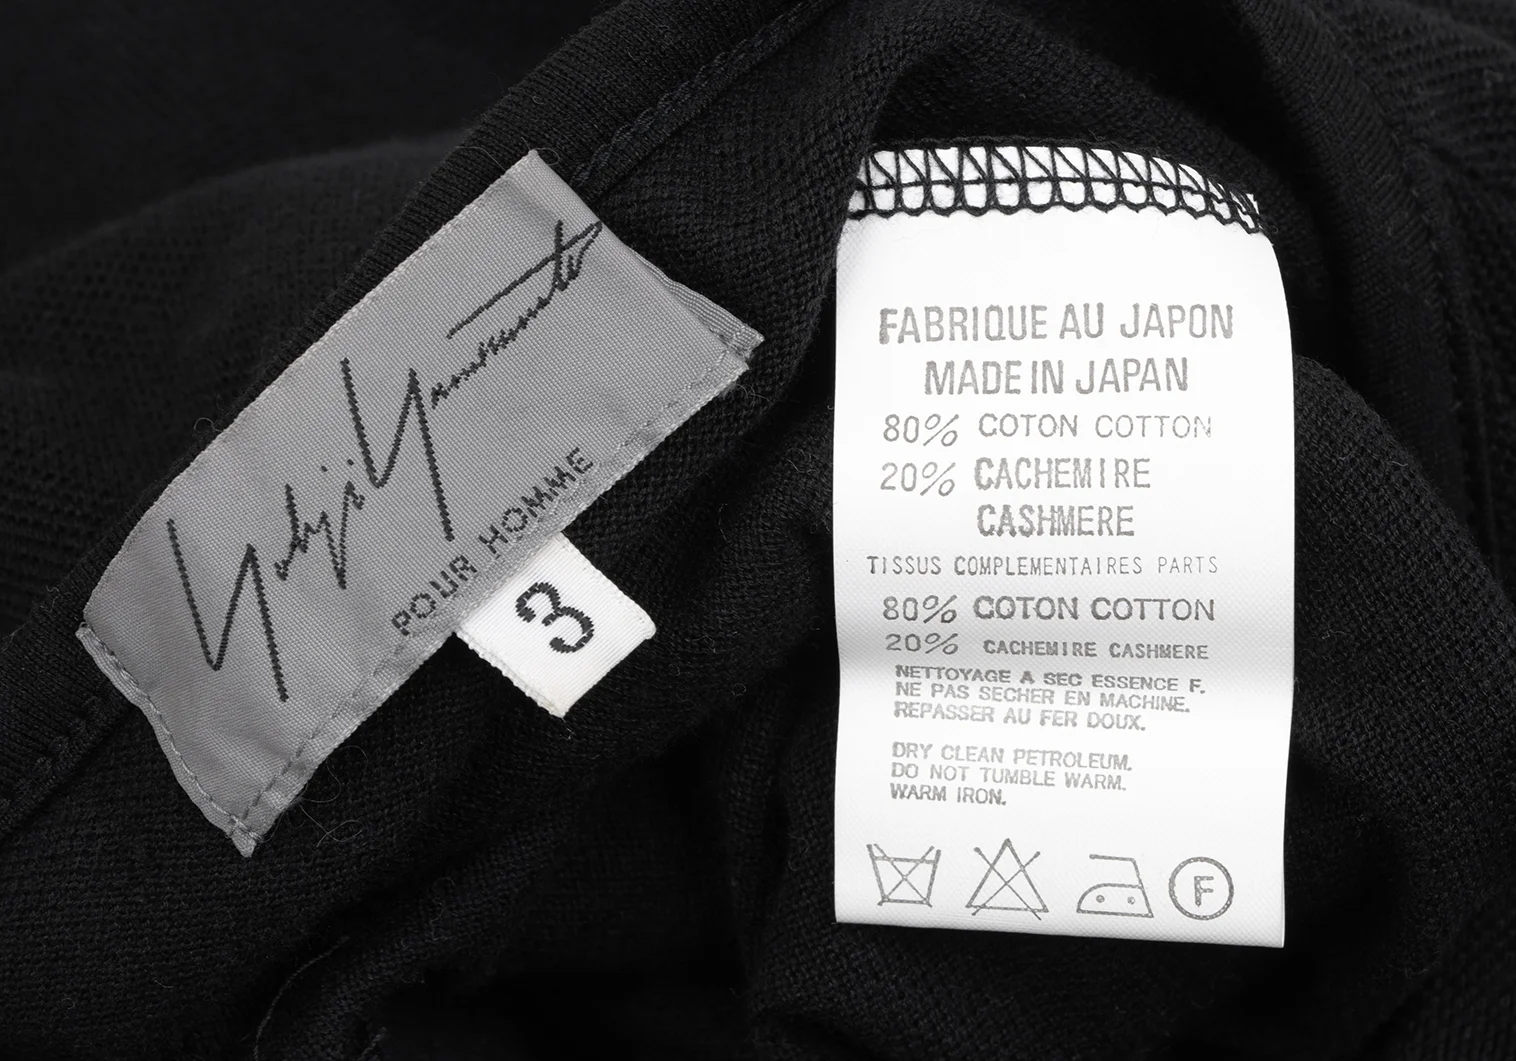 Yohji Yamamoto
POUR HOMME
3
FABRIQUE AU JAPON
MADE IN JAPAN
80% COTON COTTON
20% CACHEMIRE
CASHMERE
TISSUS COMPLEMENTAIRES PARTS
80% COTON COTTON
20% CACHEMIRE CASHMERE
NETTOYAGE A SEC ESSENCE F.
NE PAS SECHER EN MACHINE.
REPASSER AU FER DOUX.
DRY CLEAN PETROLEUM.
DO NOT TUMBLE WARM.
WARM IRON.
F